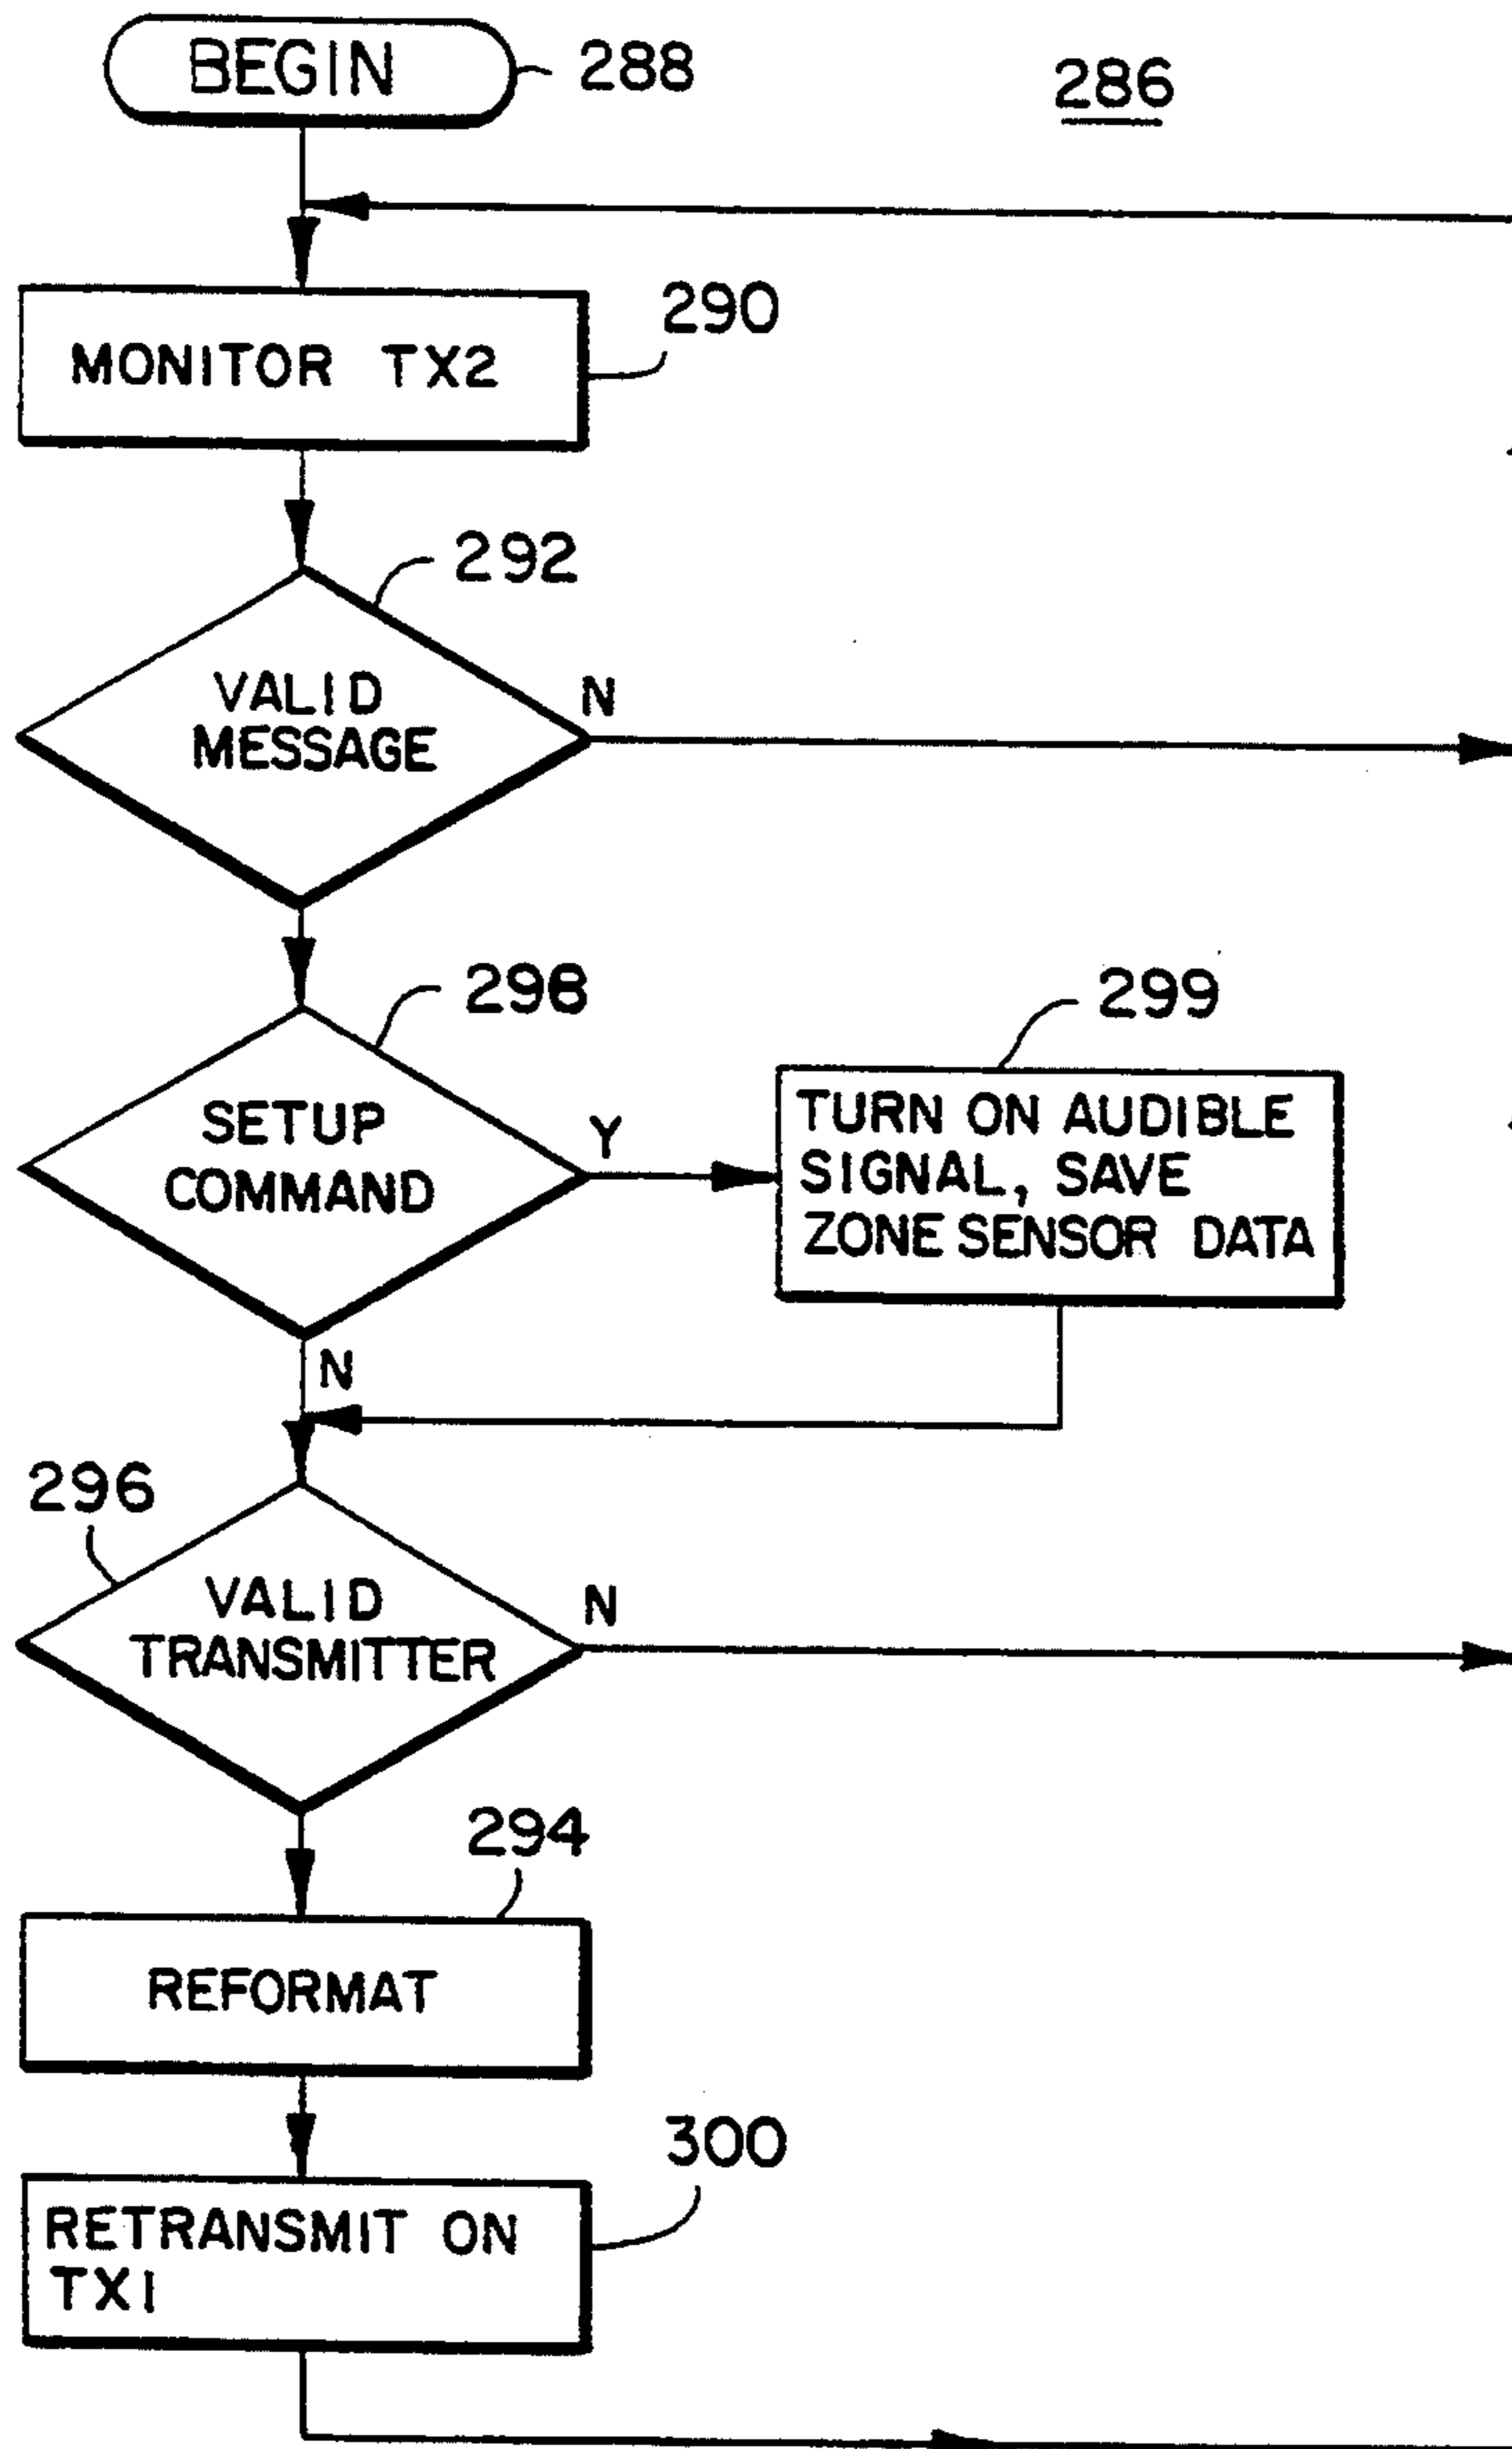 BEGIN
288
286
MONITOR TX2
290
292
VALID
MESSAGE
N
298
299
SETUP
COMMAND
Y
TURN ON AUDIBLE
SIGNAL, SAVE
ZONE SENSOR DATA
N
296
VALID
TRANSMITTER
N
294
REFORMAT
300
RETRANSMIT ON
TX1